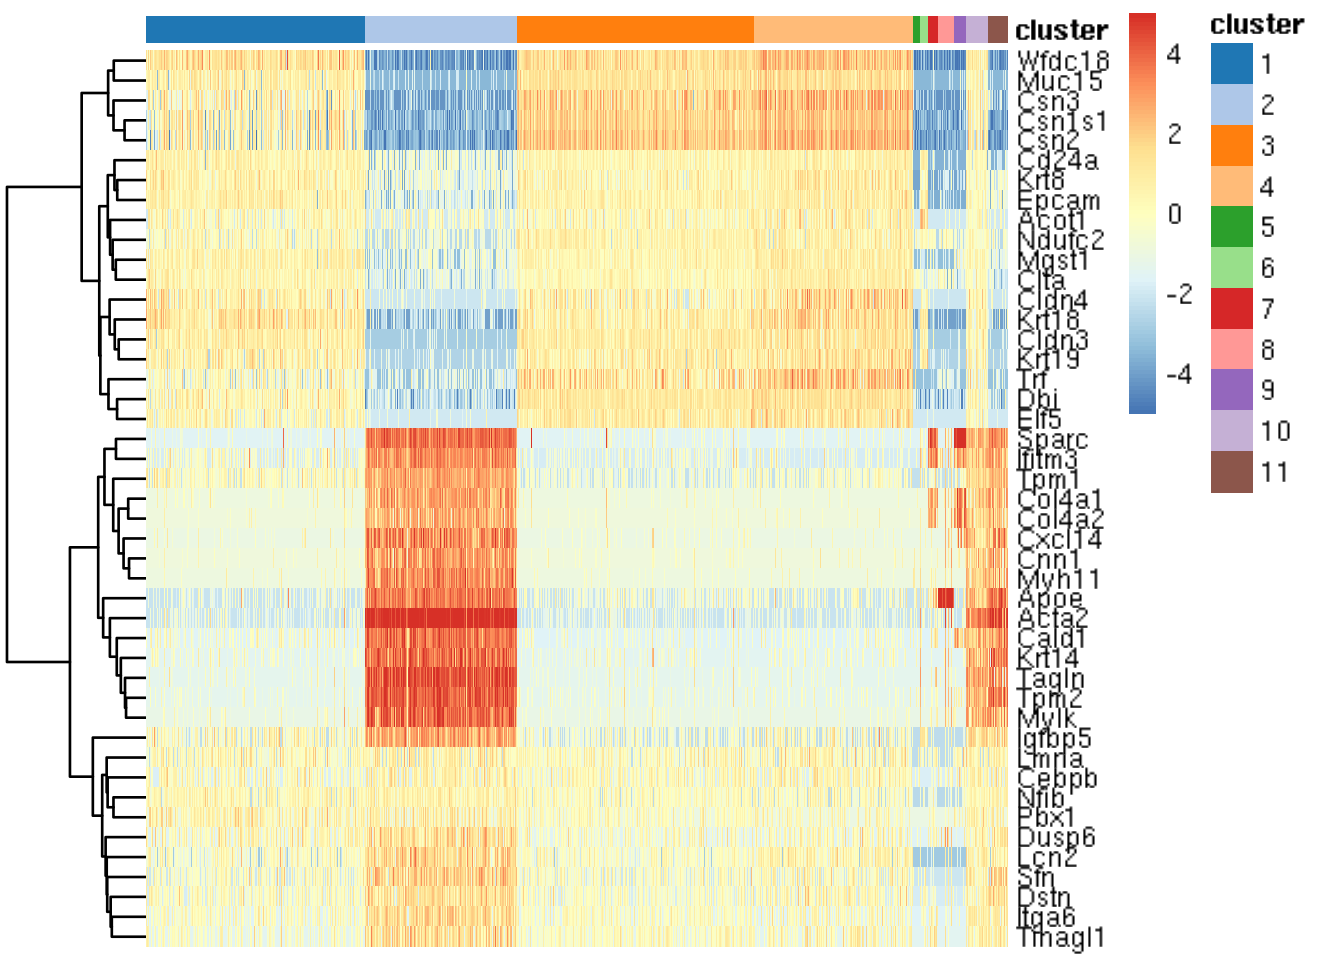 cluster
Wfdc18
Muc15
Csn3
Csn1s1
Csn2
Cd24a
Krt8
Epcam
Acot1
Ndufc2
Mgst1
Clta
Cldn4
Krt18
Cldn3
Krt19
Trf
Dbi
Elf5
Sparc
Ifitm3
Tpm1
Col4a1
Col4a2
Cxcl14
Cnn1
Myh11
Apoe
Acta2
Cald1
Krt14
Tagln
Tpm2
Mylk
Igfbp5
Lmna
Cebpb
Nfib
Pbx1
Dusp6
Lcn2
Sfn
Dstn
Itga6
Tinagl1
4
2
0
-2
-4
cluster
1
2
3
4
5
6
7
8
9
10
11